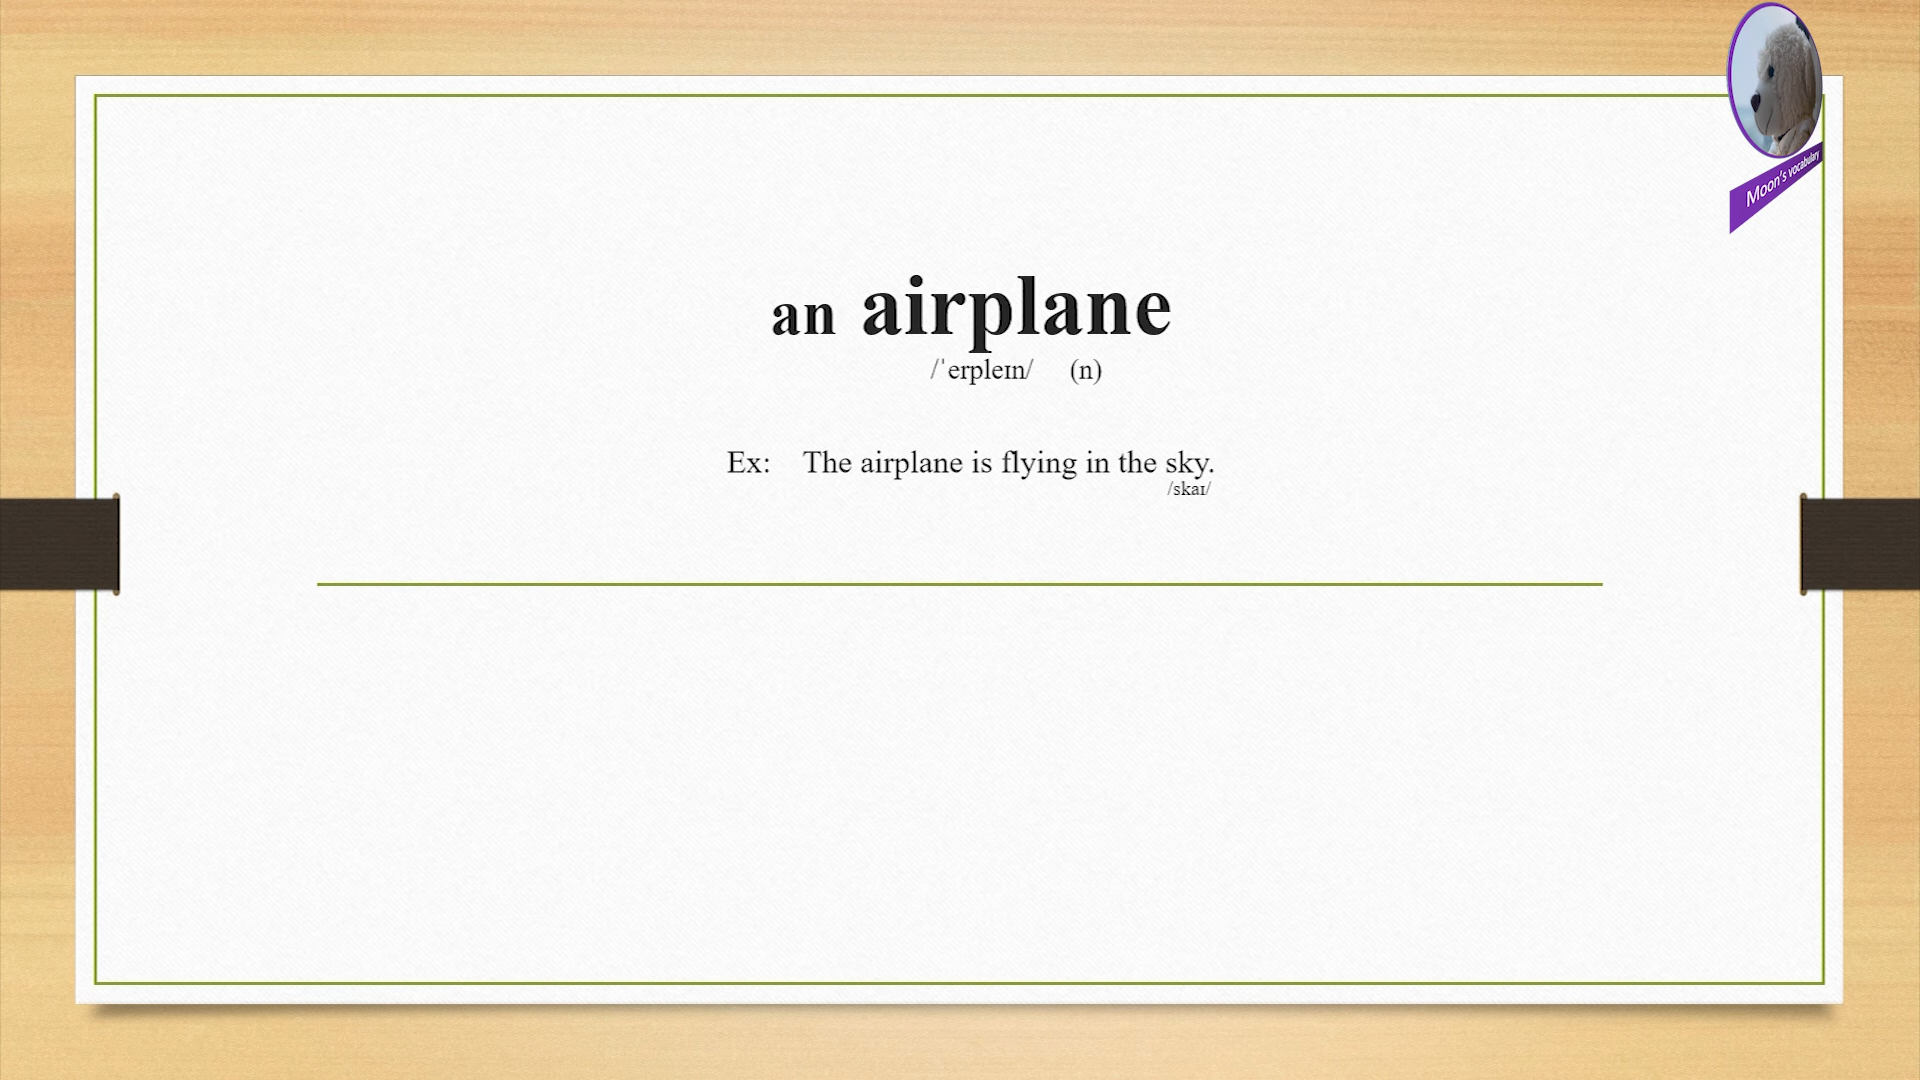 Moon's vocabulary
an airplane
/ˈerpleɪn/ (n)
Ex: The airplane is flying in the sky.
/skaɪ/